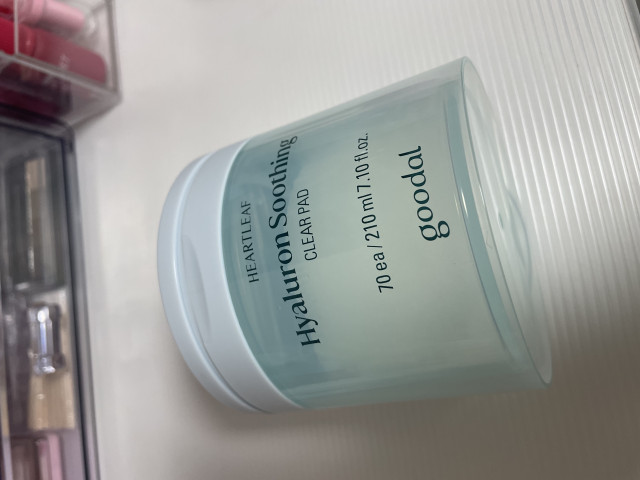 HEARTLEAF
Hyaluron Soothing
CLEAR PAD
70 ea / 210 ml 7.10 fl.oz.
goodal